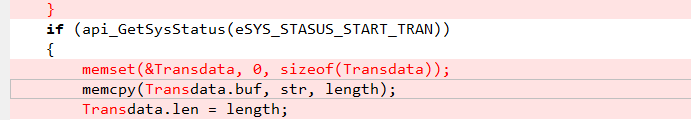 }
if (api_GetSysStatus(eSYS_STASUS_START_TRAN))
{
memset(&Transdata, 0, sizeof(Transdata));
memcpy(Transdata.buf, str, length);
Transdata.len = length;